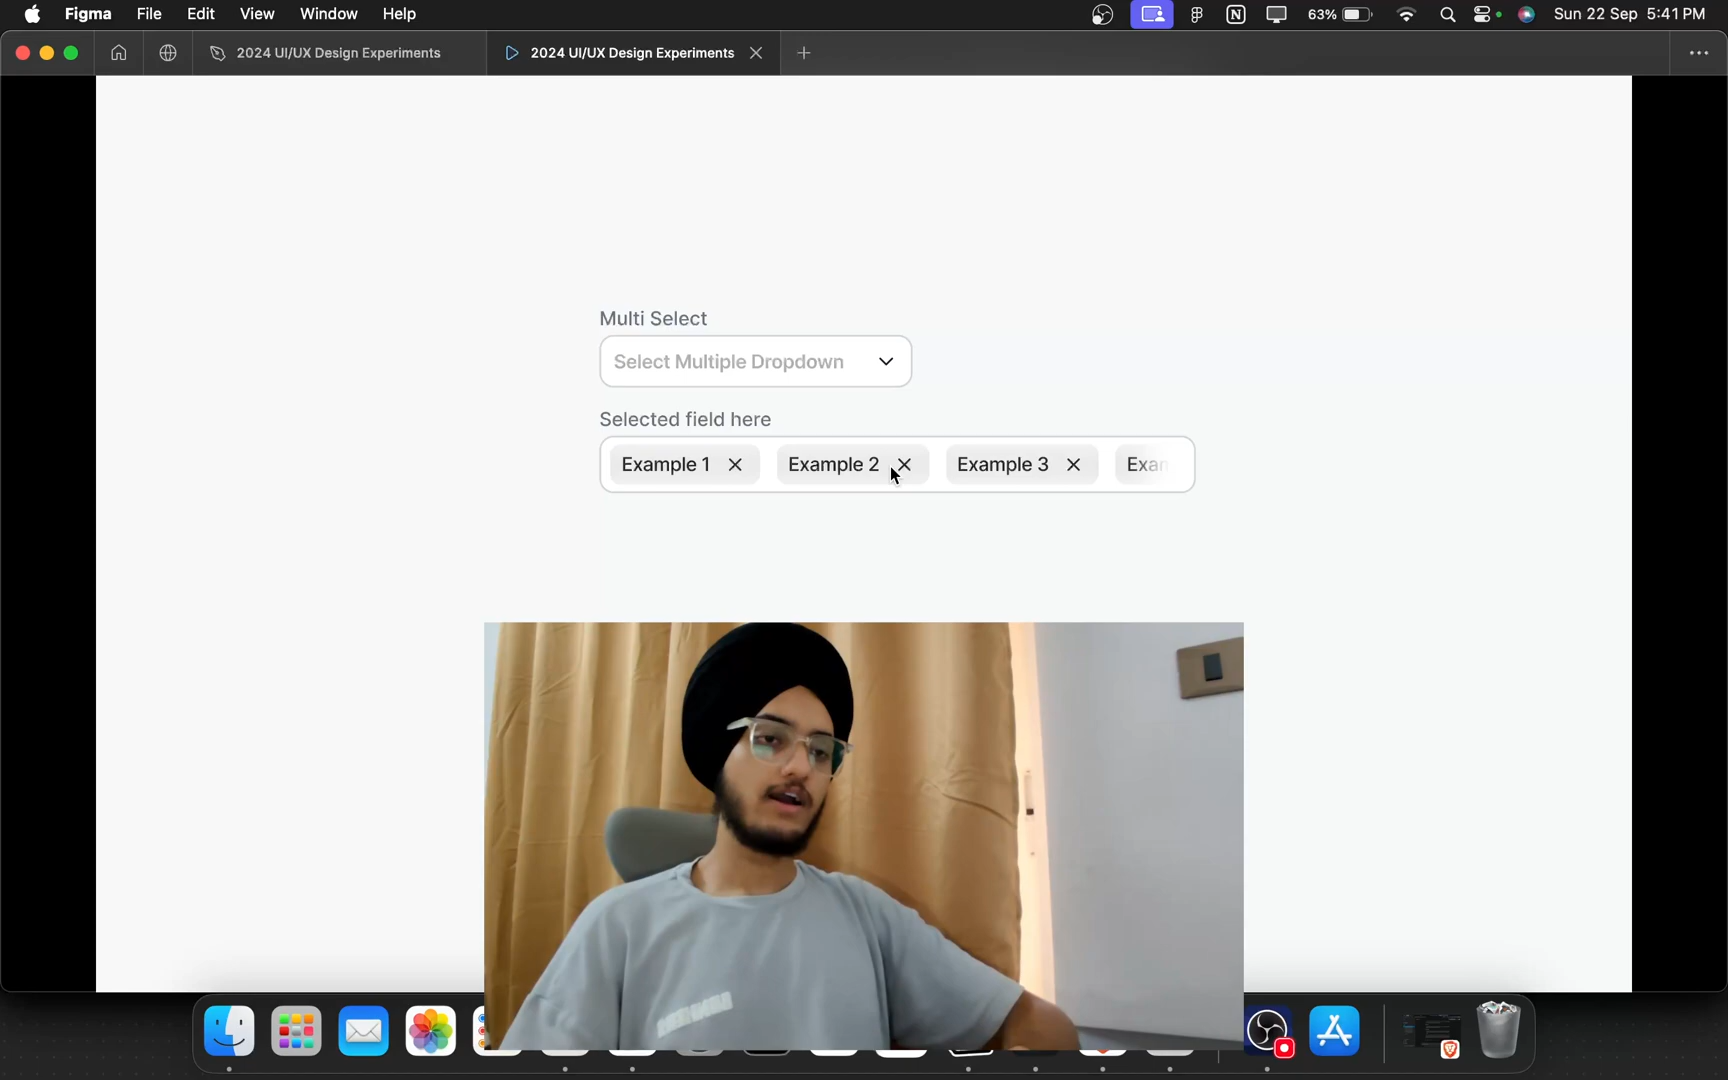 Figma File Edit View Window Help 63% Sun 22 Sep 5:41 PM
2024 UI/UX Design Experiments 2024 UI/UX Design Experiments
Multi Select
Select Multiple Dropdown
Selected field here
Example 1 Example 2 Example 3 Exam